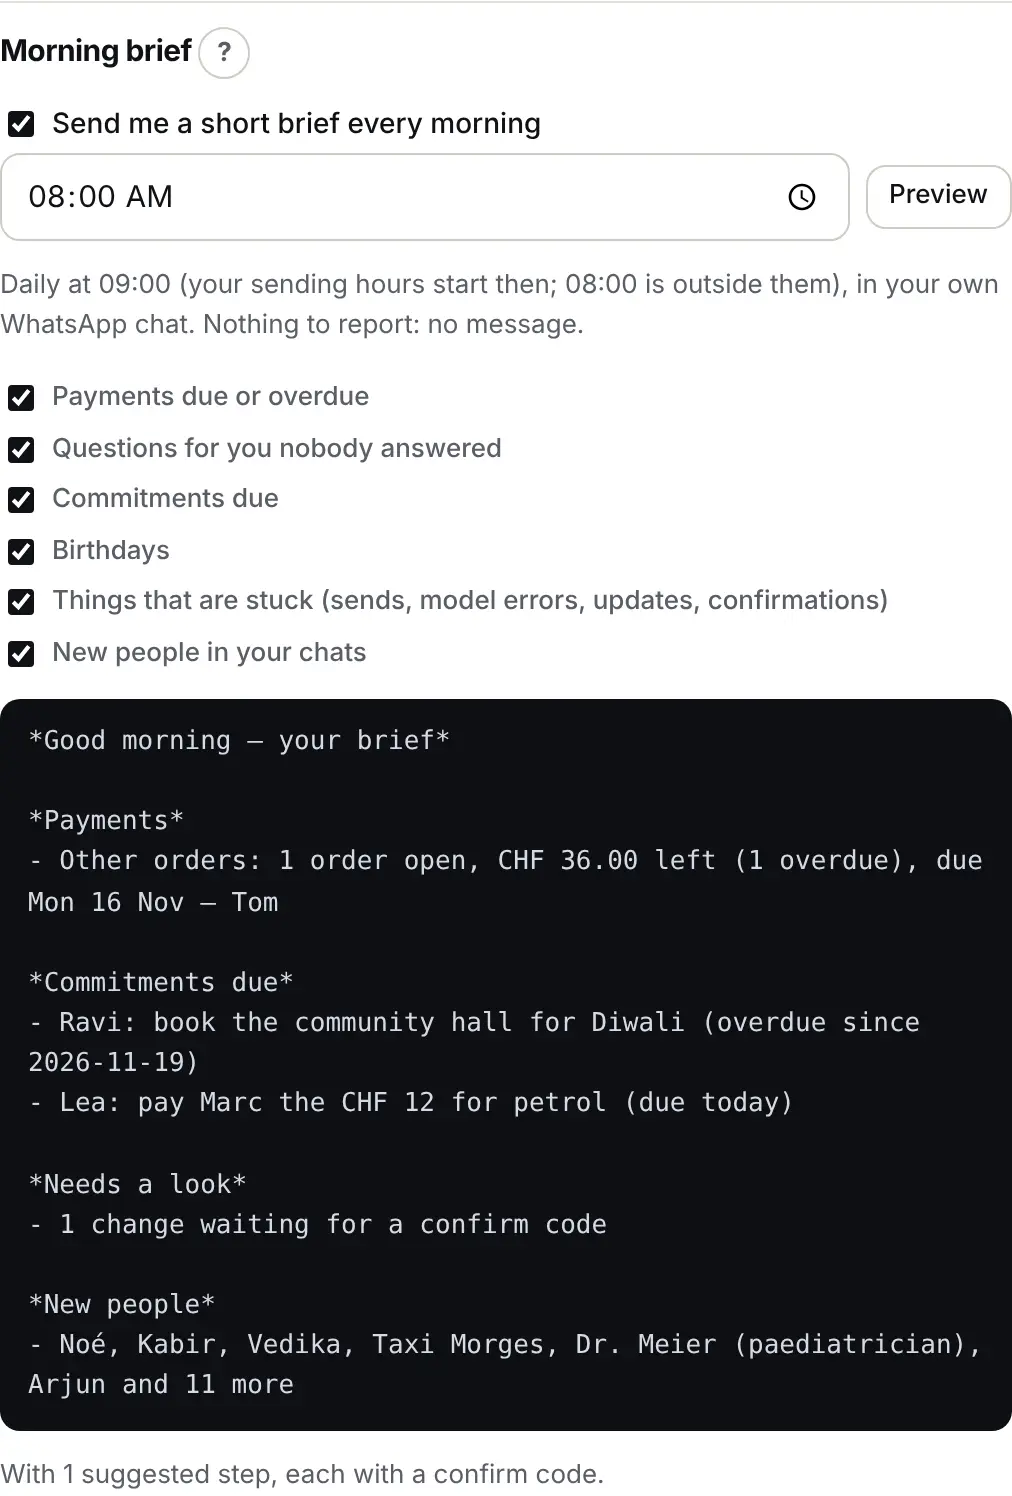 Morning brief ?
Send me a short brief every morning
08:00 AM
Preview
Daily at 09:00 (your sending hours start then; 08:00 is outside them), in your own
WhatsApp chat. Nothing to report: no message.
Payments due or overdue
Questions for you nobody answered
Commitments due
Birthdays
Things that are stuck (sends, model errors, updates, confirmations)
New people in your chats
*Good morning — your brief*
*Payments*
- Other orders: 1 order open, CHF 36.00 left (1 overdue), due
Mon 16 Nov — Tom
*Commitments due*
- Ravi: book the community hall for Diwali (overdue since
2026-11-19)
- Lea: pay Marc the CHF 12 for petrol (due today)
*Needs a look*
- 1 change waiting for a confirm code
*New people*
- Noé, Kabir, Vedika, Taxi Morges, Dr. Meier (paediatrician),
Arjun and 11 more
With 1 suggested step, each with a confirm code.